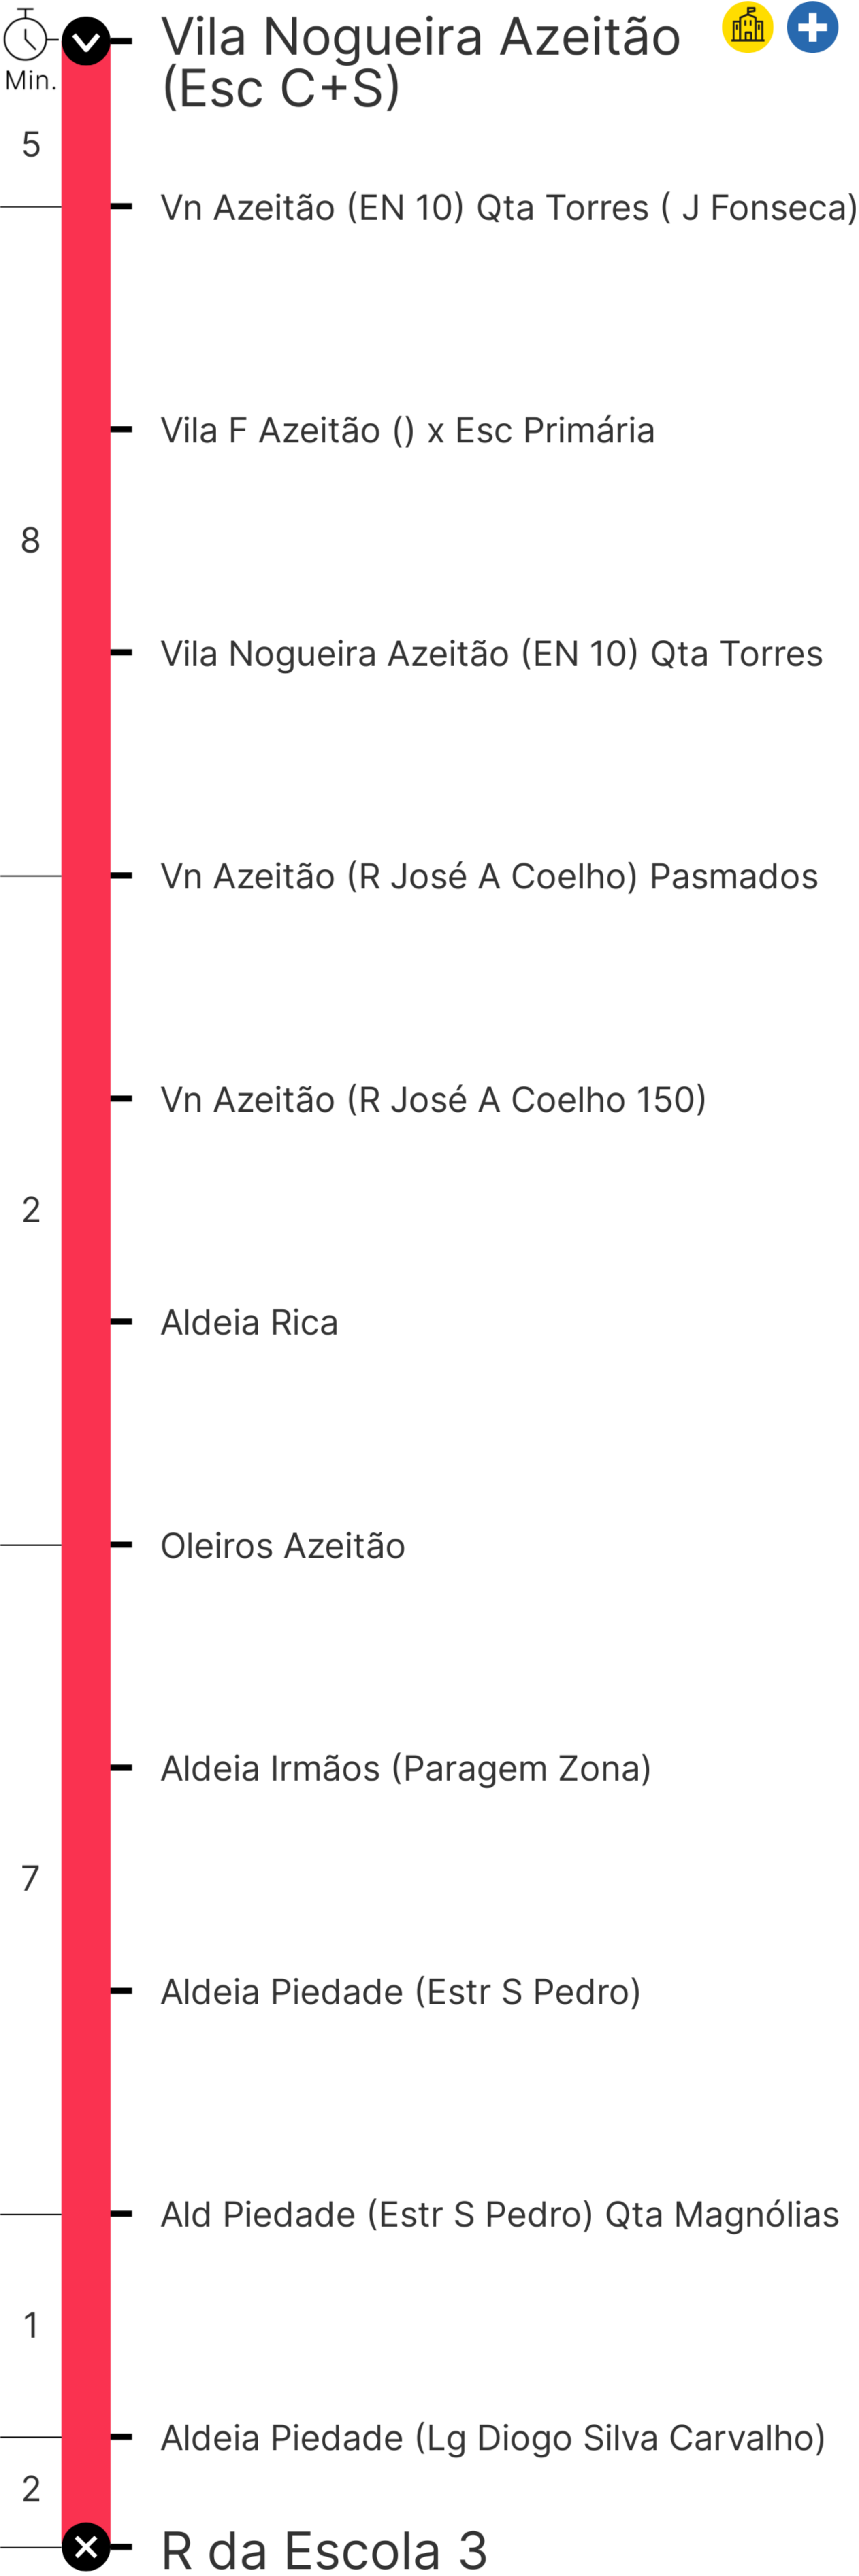 Vila Nogueira Azeitão
(Esc C+S)
Min.
5
Vn Azeitão (EN 10) Qta Torres ( J Fonseca)
Vila F Azeitão () x Esc Primária
8
Vila Nogueira Azeitão (EN 10) Qta Torres
Vn Azeitão (R José A Coelho) Pasmados
Vn Azeitão (R José A Coelho 150)
2
Aldeia Rica
Oleiros Azeitão
Aldeia Irmãos (Paragem Zona)
7
Aldeia Piedade (Estr S Pedro)
Ald Piedade (Estr S Pedro) Qta Magnólias
1
Aldeia Piedade (Lg Diogo Silva Carvalho)
2
R da Escola 3